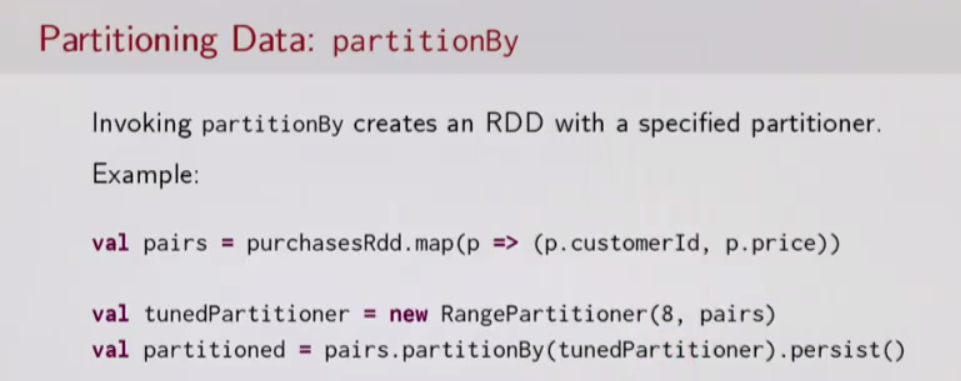 Partitioning Data: partitionBy
Invoking partitionBy creates an RDD with a specified partitioner.
Example:
val pairs = purchasesRdd.map(p => (p.customerId, p.price))
val tunedPartitioner = new RangePartitioner(8, pairs)
val partitioned = pairs.partitionBy(tunedPartitioner).persist()